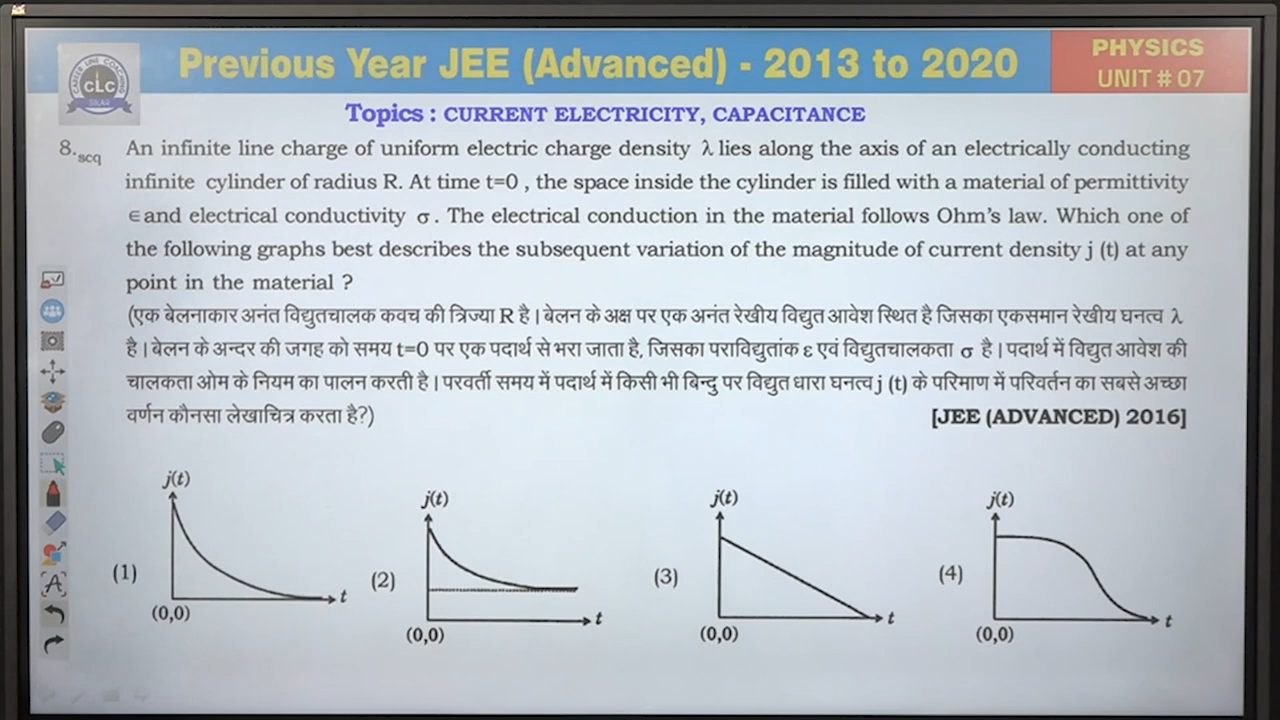 Previous Year JEE (Advanced) - 2013 to 2020
PHYSICS
UNIT # 07
CAREER LINE COACHING
CLC
SIKAR
Topics : CURRENT ELECTRICITY, CAPACITANCE
8.scq An infinite line charge of uniform electric charge density λ lies along the axis of an electrically conducting
infinite cylinder of radius R. At time t=0 , the space inside the cylinder is filled with a material of permittivity
∈ and electrical conductivity σ. The electrical conduction in the material follows Ohm's law. Which one of
the following graphs best describes the subsequent variation of the magnitude of current density j (t) at any
point in the material ?
(एक बेलनाकार अनंत विद्युतचालक कवच की त्रिज्या R है। बेलन के अक्ष पर एक अनंत रेखीय विद्युत आवेश स्थित है जिसका एकसमान रेखीय घनत्व λ
है। बेलन के अन्दर की जगह को समय t=0 पर एक पदार्थ से भरा जाता है, जिसका पराविद्युतांक ε एवं विद्युतचालकता σ है। पदार्थ में विद्युत आवेश की
चालकता ओम के नियम का पालन करती है। परवर्ती समय में पदार्थ में किसी भी बिन्दु पर विद्युत धारा घनत्व j (t) के परिमाण में परिवर्तन का सबसे अच्छा
वर्णन कौनसा लेखाचित्र करता है?)
[JEE (ADVANCED) 2016]
(1)
j(t)
t
(0,0)
(2)
j(t)
t
(0,0)
(3)
j(t)
t
(0,0)
(4)
j(t)
t
(0,0)